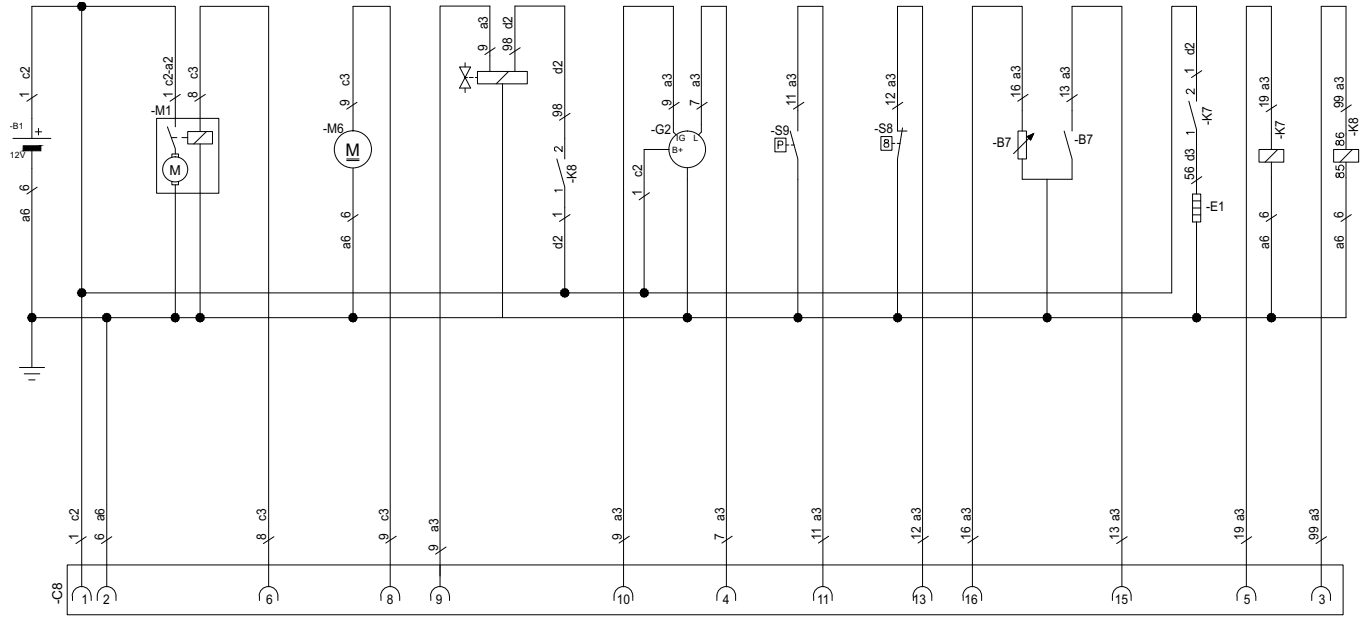 1 c2
-B1
+
12V
6
a6
1 c2-a2
8 c3
-M1
M
9 c3
-M6
M
6
a6
9 a3
98 d2
d2
98
2
-K8
1
1
d2
9 a3
7 a3
-G2
IG L
B+
1 c2
11 a3
-S9
P
12 a3
-S8
8
16 a3
13 a3
-B7
-B7
1 d2
2
-K7
1
56 d3
-E1
19 a3
-K7
6
a6
99 a3
86
-K8
85
6
a6
1 c2
6 a6
8 c3
9 c3
9 a3
9 a3
7 a3
11 a3
12 a3
16 a3
13 a3
19 a3
99 a3
-C8
1 2 6 8 9 10 4 11 13 16 15 5 3